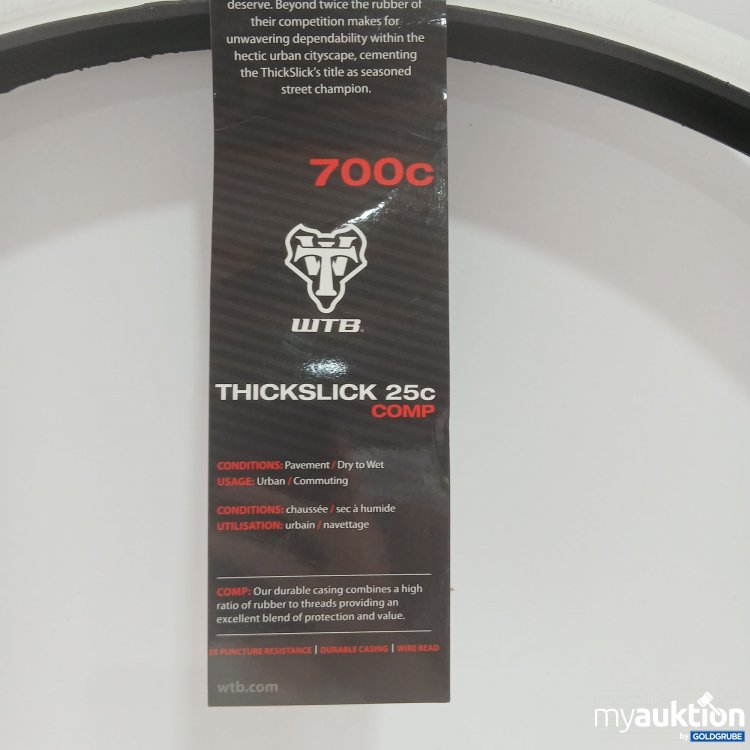 deserve. Beyond twice the rubber of
their competition makes for
unwavering dependability within the
hectic urban cityscape, cementing
the ThickSlick's title as seasoned
street champion.
700c
WTB®
THICKSLICK 25c
COMP
CONDITIONS: Pavement / Dry to Wet
USAGE: Urban / Commuting
CONDITIONS: chaussée / sec à humide
UTILISATION: urbain / navettage
COMP: Our durable casing combines a high
ratio of rubber to threads providing an
excellent blend of protection and value.
2X PUNCTURE RESISTANCE | DURABLE CASING | WIRE BEAD
wtb.com
myauktion
by GOLDGRUBE